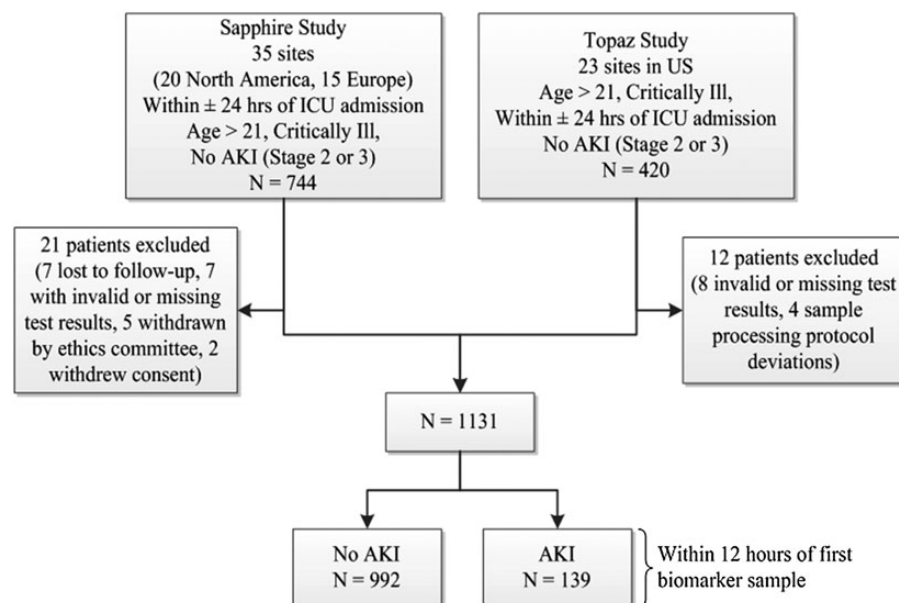 Sapphire Study
35 sites
(20 North America, 15 Europe)
Within ± 24 hrs of ICU admission
Age > 21, Critically Ill,
No AKI (Stage 2 or 3)
N = 744
Topaz Study
23 sites in US
Age > 21, Critically Ill,
Within ± 24 hrs of ICU admission
No AKI (Stage 2 or 3)
N = 420
21 patients excluded
(7 lost to follow-up, 7
with invalid or missing
test results, 5 withdrawn
by ethics committee, 2
withdrew consent)
12 patients excluded
(8 invalid or missing test
results, 4 sample
processing protocol
deviations)
N = 1131
No AKI
N = 992
AKI
N = 139
Within 12 hours of first
biomarker sample